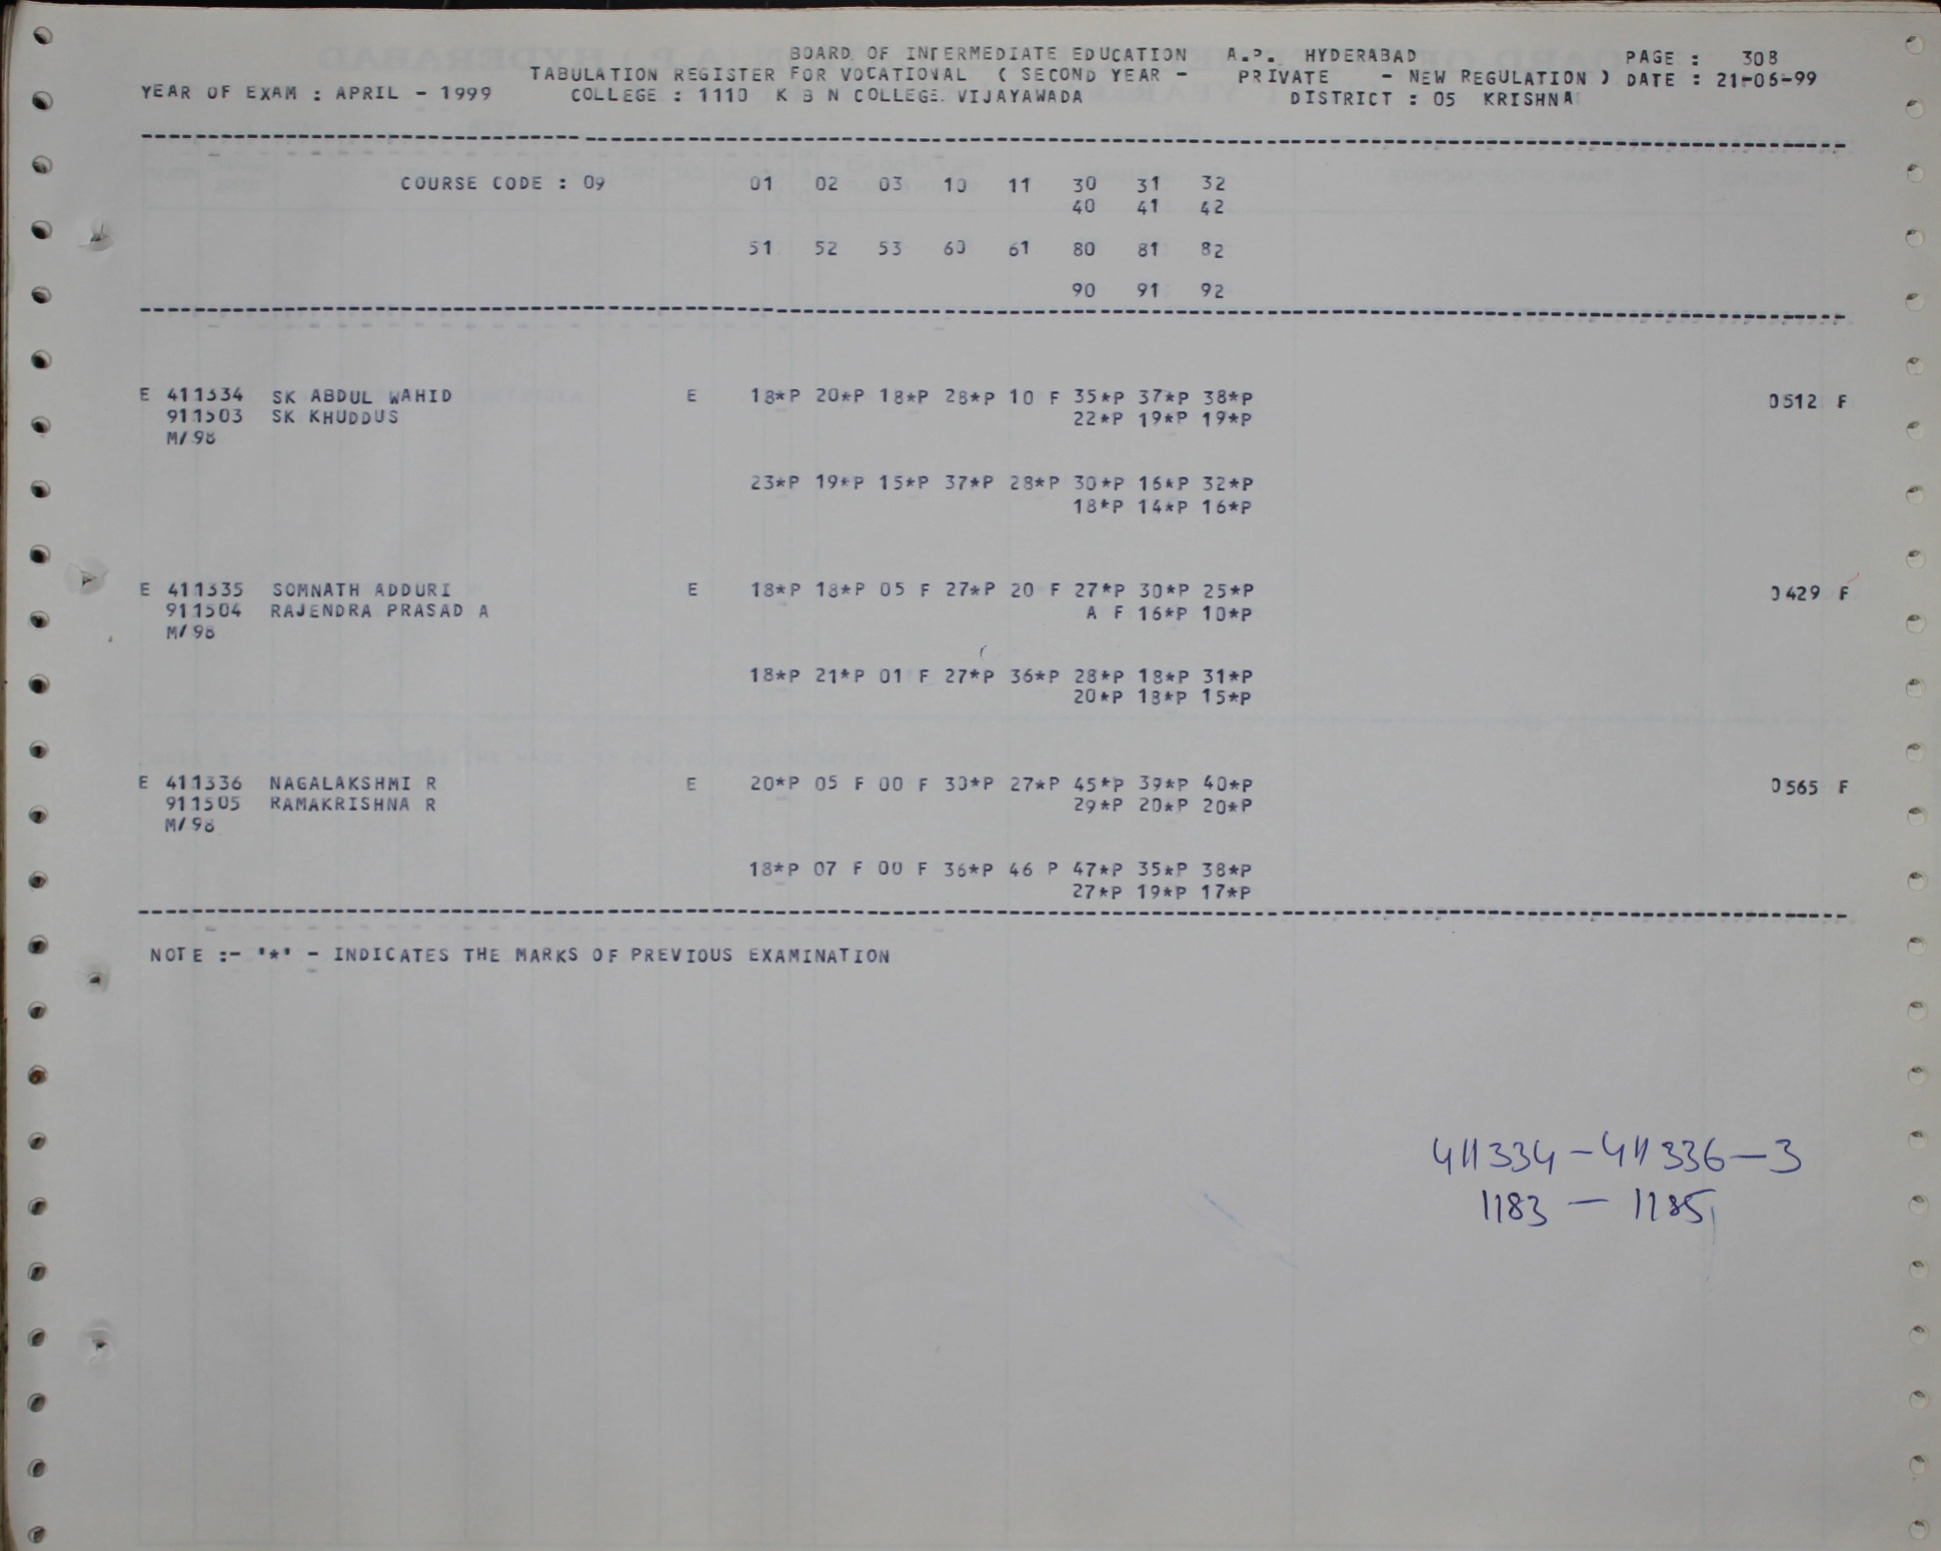 BOARD OF INTERMEDIATE EDUCATION A.P. HYDERABAD PAGE : 308
TABULATION REGISTER FOR VOCATIONAL ( SECOND YEAR - PRIVATE - NEW REGULATION ) DATE : 21-06-99
YEAR OF EXAM : APRIL - 1999 COLLEGE : 1110 K B N COLLEGE. VIJAYAWADA DISTRICT : 05 KRISHNA
COURSE CODE : 09 01 02 03 10 11 30 31 32
40 41 42
51 52 53 60 61 80 81 82
90 91 92
E 411334 SK ABDUL WAHID E 18*P 20*P 18*P 28*P 10 F 35*P 37*P 38*P 0512 F
911503 SK KHUDDUS 22*P 19*P 19*P
M/98
23*P 19*P 15*P 37*P 28*P 30*P 16*P 32*P
18*P 14*P 16*P
E 411335 SOMNATH ADDURI E 18*P 18*P 05 F 27*P 20 F 27*P 30*P 25*P 0429 F
911504 RAJENDRA PRASAD A A F 16*P 10*P
M/98
18*P 21*P 01 F 27*P 36*P 28*P 18*P 31*P
20*P 18*P 15*P
E 411336 NAGALAKSHMI R E 20*P 05 F 00 F 30*P 27*P 45*P 39*P 40*P 0565 F
911505 RAMAKRISHNA R 29*P 20*P 20*P
M/98
18*P 07 F 00 F 36*P 46 P 47*P 35*P 38*P
27*P 19*P 17*P
NOTE :- '*' - INDICATES THE MARKS OF PREVIOUS EXAMINATION
411334 - 411336 - 3
1183 - 1185